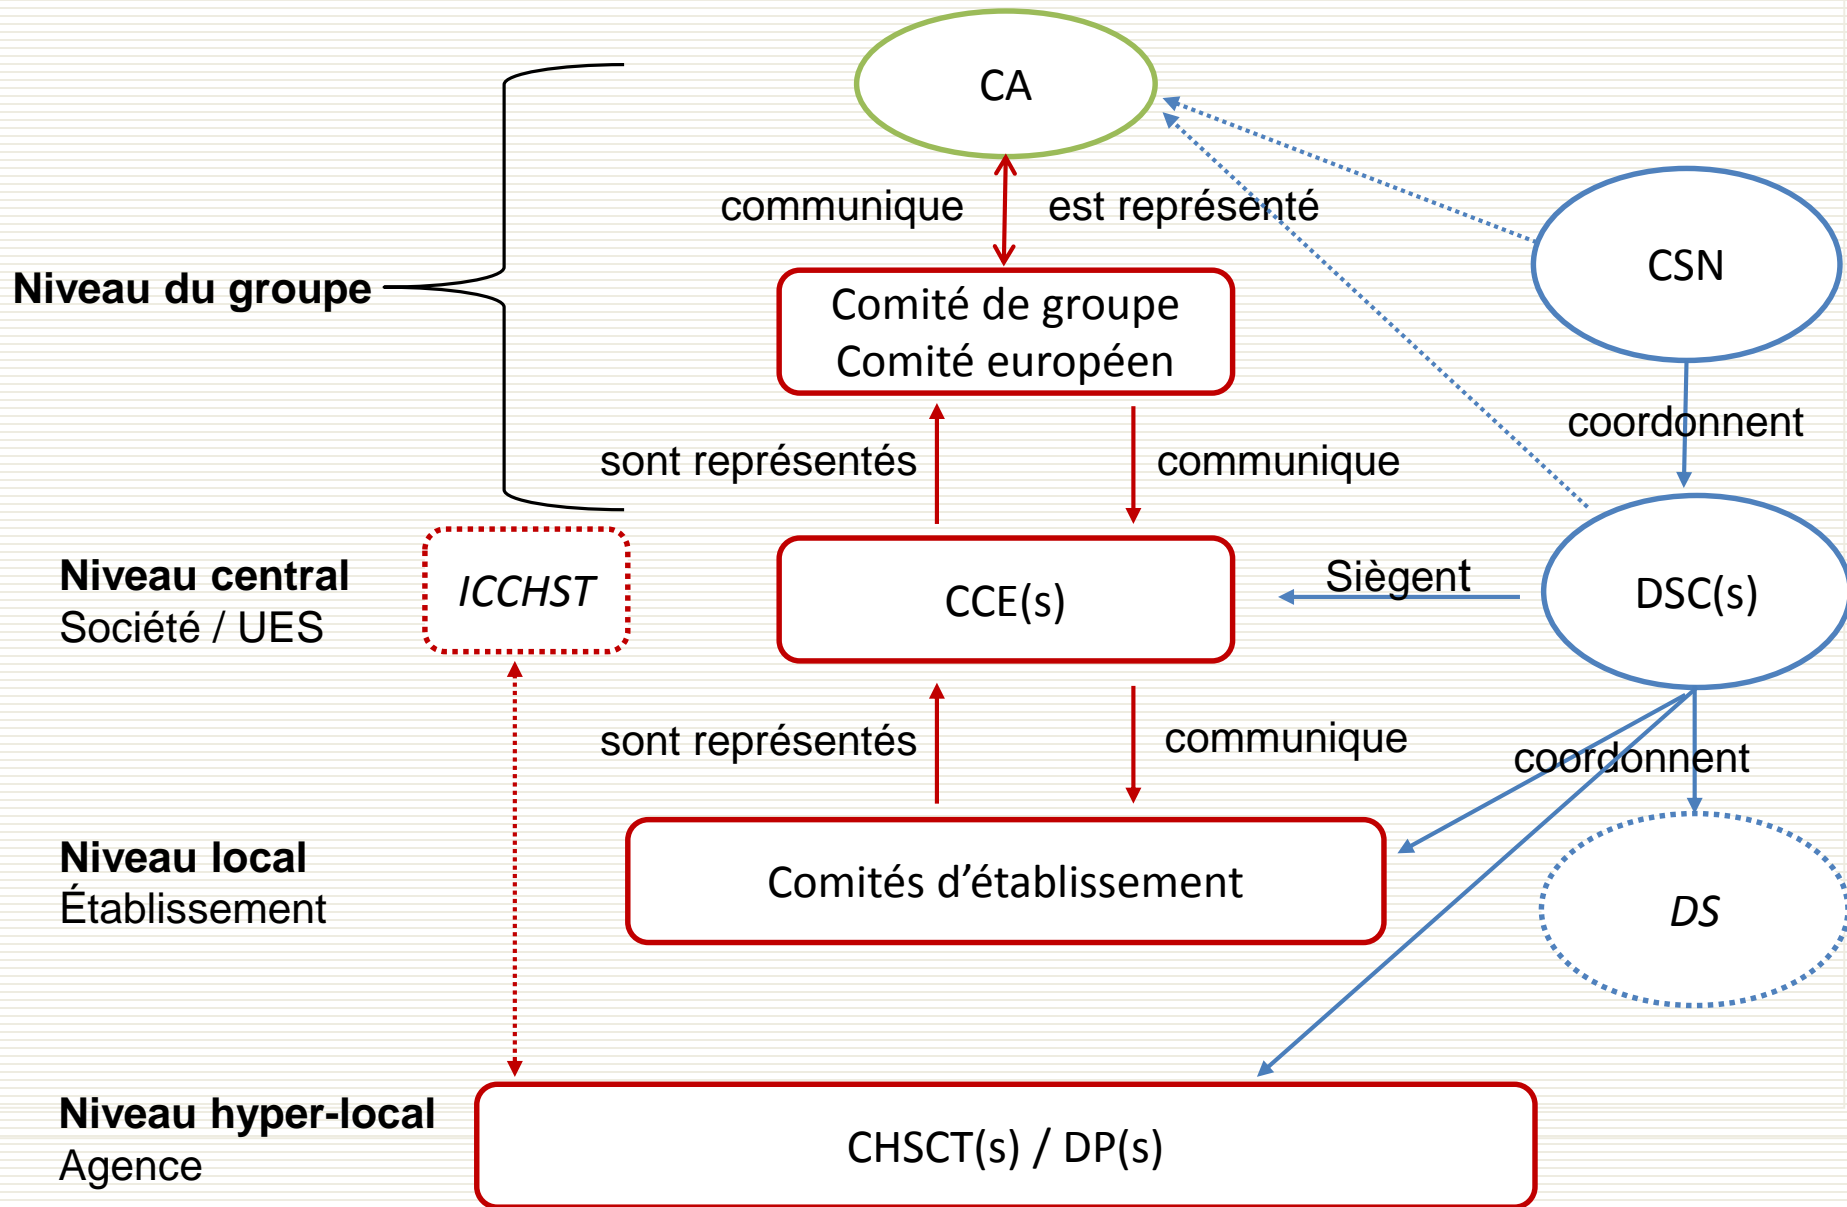 CA
communique
est représenté
CSN
Niveau du groupe
Comité de groupe
Comité européen
coordonnent
sont représentés
communique
Niveau central
Société / UES
ICCHST
CCE(s)
Siègent
DSC(s)
sont représentés
communique
coordonnent
Niveau local
Établissement
Comités d’établissement
DS
Niveau hyper-local
Agence
CHSCT(s) / DP(s)